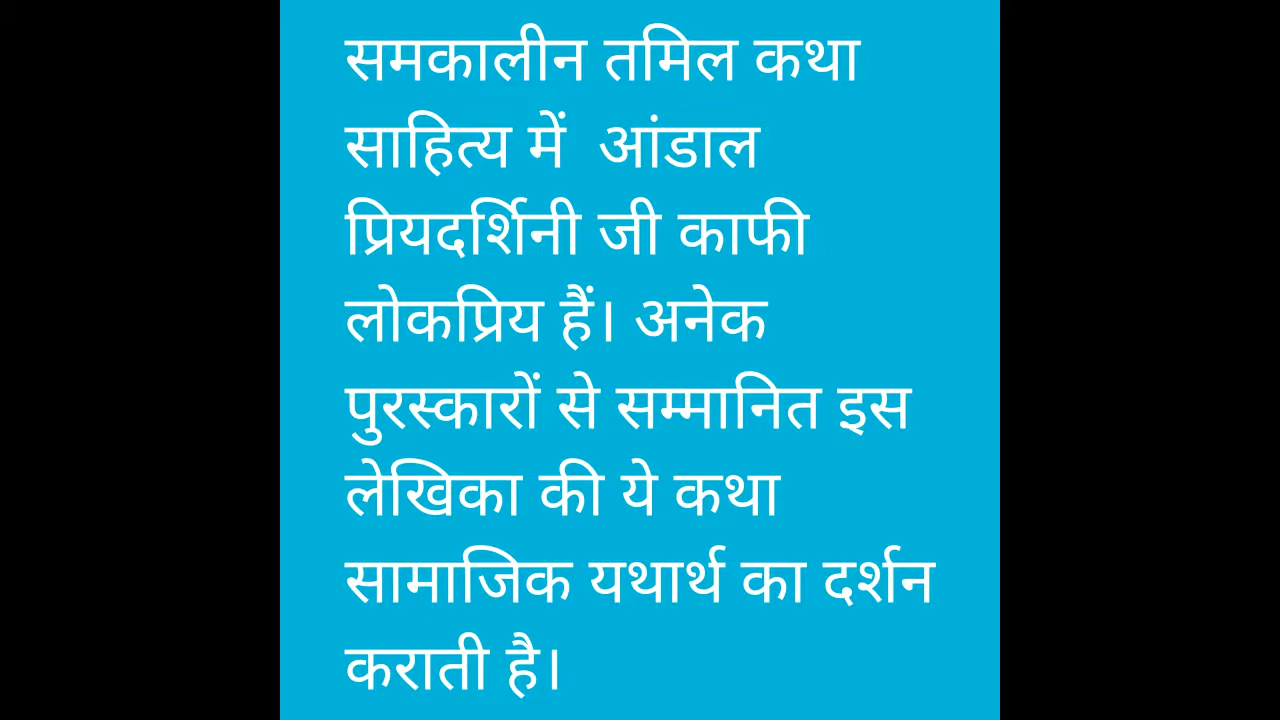 समकालीन तमिल कथा
साहित्य में  आंडाल
प्रियदर्शिनी जी काफी
लोकप्रिय हैं। अनेक
पुरस्कारों से सम्मानित इस
लेखिका की ये कथा
सामाजिक यथार्थ का दर्शन
कराती है।